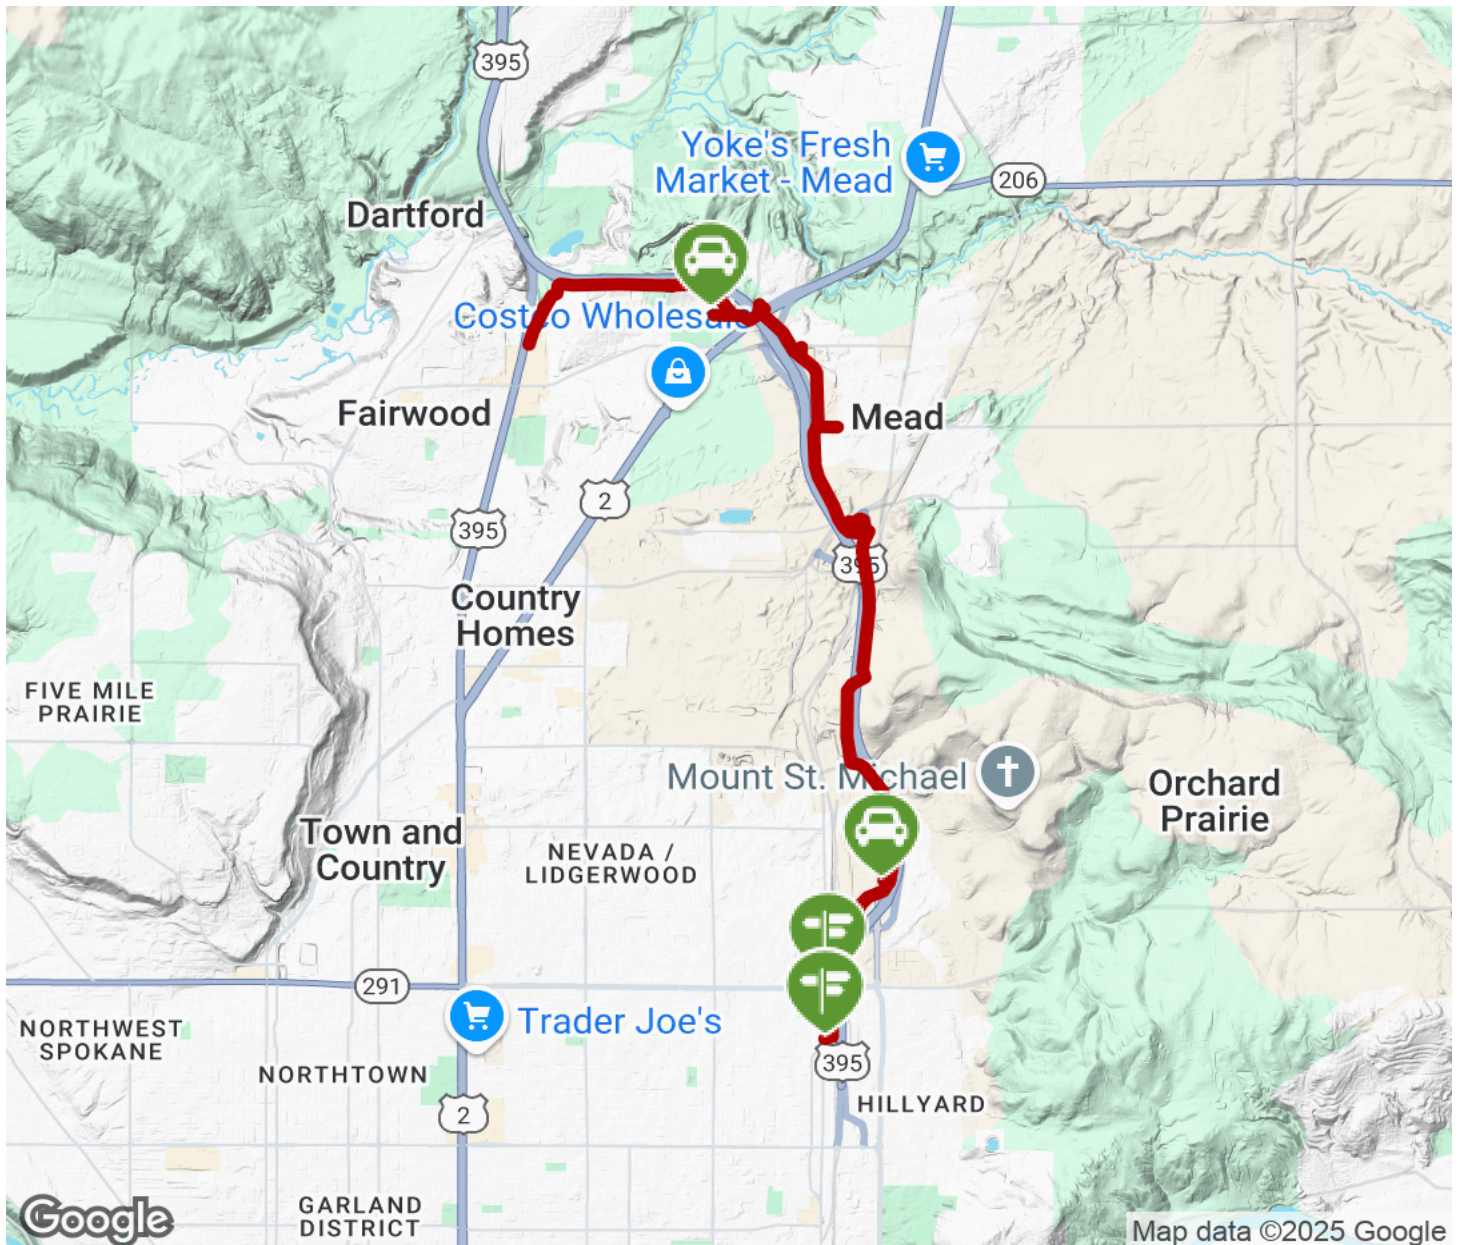 395
Yoke's Fresh
Market - Mead
206
Dartford
Costco Wholesale
Fairwood
Mead
2
395
395
Country
Homes
FIVE MILE
PRAIRIE
Mount St. Michael
Orchard
Prairie
Town and
Country
NEVADA /
LIDGERWOOD
291
NORTHWEST
SPOKANE
Trader Joe's
395
NORTHTOWN
HILLYARD
2
GARLAND
DISTRICT
Google
Map data ©2025 Google